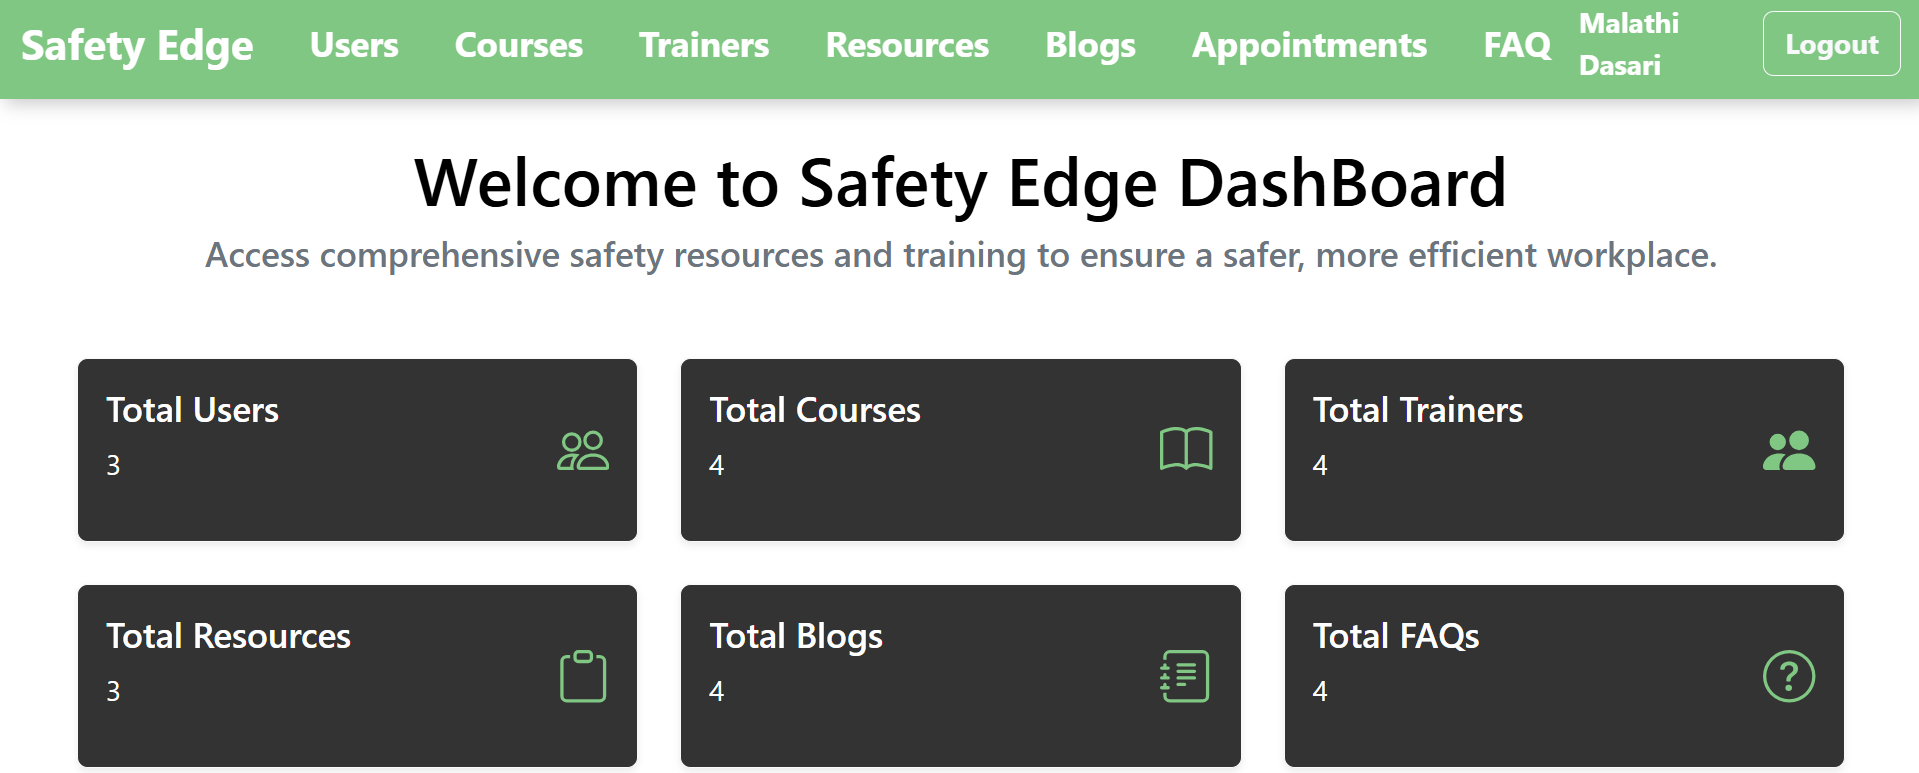 Safety Edge Users Courses Trainers Resources Blogs Appointments FAQ Malathi Dasari Logout
Welcome to Safety Edge DashBoard
Access comprehensive safety resources and training to ensure a safer, more efficient workplace.
Total Users
3
Total Courses
4
Total Trainers
4
Total Resources
3
Total Blogs
4
Total FAQs
4
?